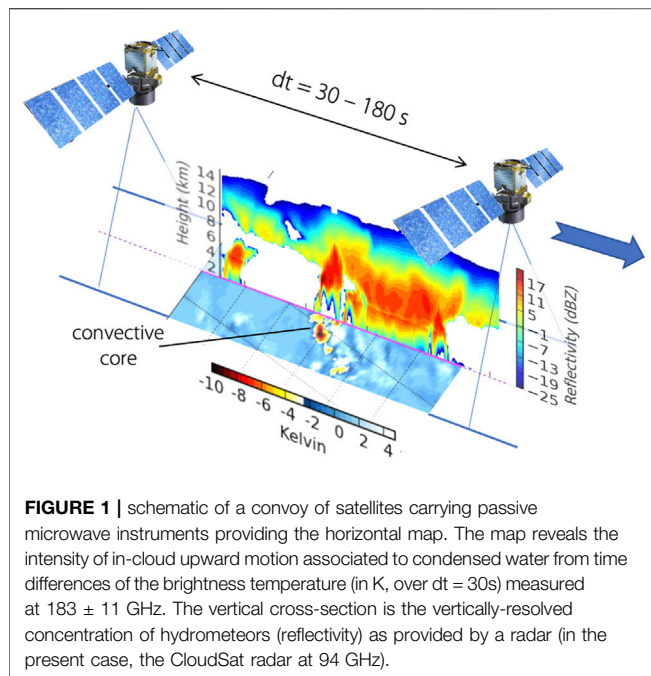 dt = 30 – 180 s
Height (km)
14
12
10
8
6
4
2
convective
core
17
11
5
-1
-7
-13
-19
-25
Reflectivity (dBZ)
-10 -8 -6 -4 -2 0 2 4
Kelvin
FIGURE 1 | schematic of a convoy of satellites carrying passive
microwave instruments providing the horizontal map. The map reveals the
intensity of in-cloud upward motion associated to condensed water from time
differences of the brightness temperature (in K, over dt = 30s) measured
at 183 ± 11 GHz. The vertical cross-section is the vertically-resolved
concentration of hydrometeors (reflectivity) as provided by a radar (in the
present case, the CloudSat radar at 94 GHz).